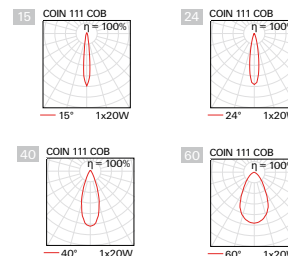 15 COIN 111 COB
η = 100%
15° 1x20W
24 COIN 111 COB
η = 100%
24° 1x20W
40 COIN 111 COB
η = 100%
40° 1x20W
60 COIN 111 COB
η = 100%
60° 1x20W